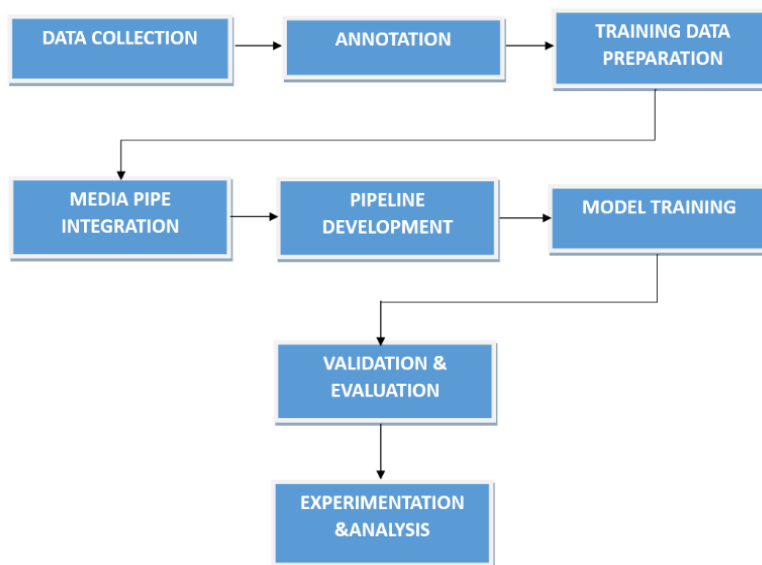 DATA COLLECTION
ANNOTATION
TRAINING DATA
PREPARATION
MEDIA PIPE
INTEGRATION
PIPELINE
DEVELOPMENT
MODEL TRAINING
VALIDATION &
EVALUATION
EXPERIMENTATION
&ANALYSIS